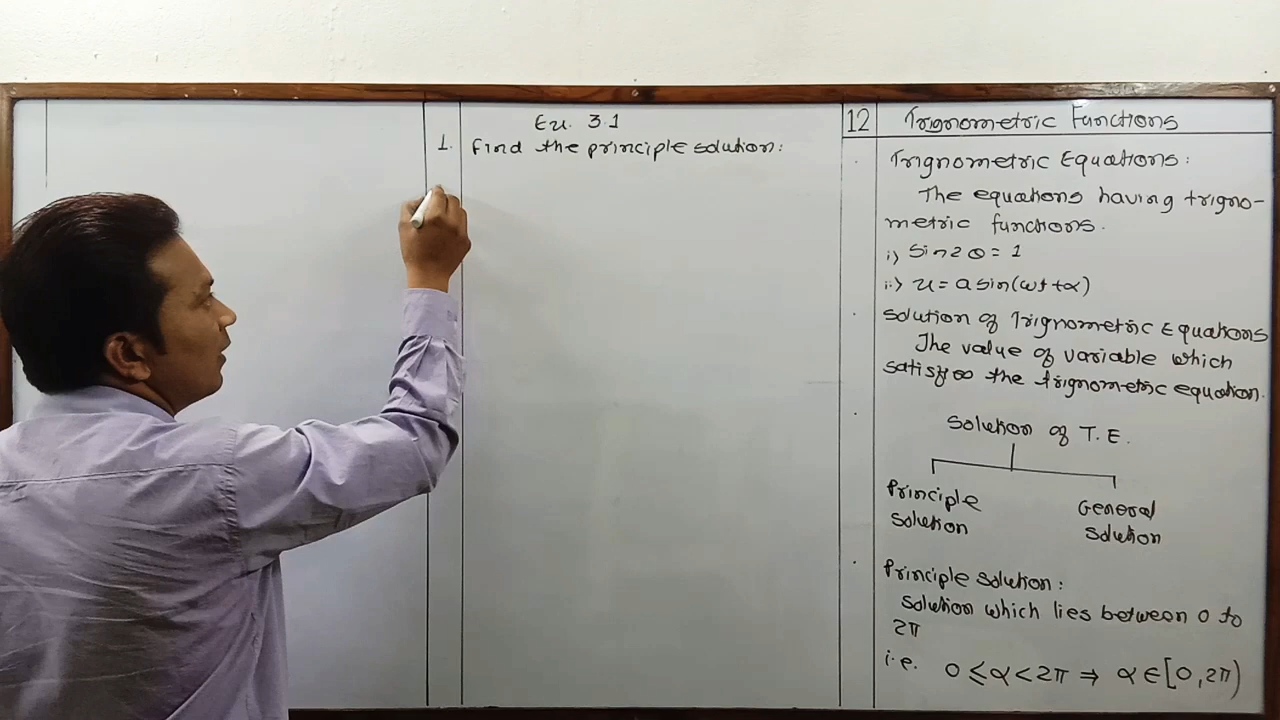 Ex. 3.1
1. Find the principle solution:
12 Trignometric Functions
Trignometric Equations:
The equations having trigno-
metric functions.
i) sin2θ = 1
ii) x = a sin(ωt + α)
Solution of Trignometric Equations
The value of variable which
satisfies the trignometric equation.
Solution of T.E.
Principle
Solution
General
Solution
Principle Solution:
Solution which lies between 0 to
2π
i.e. 0 ≤ α < 2π ⇒ α ∈ [0, 2π)